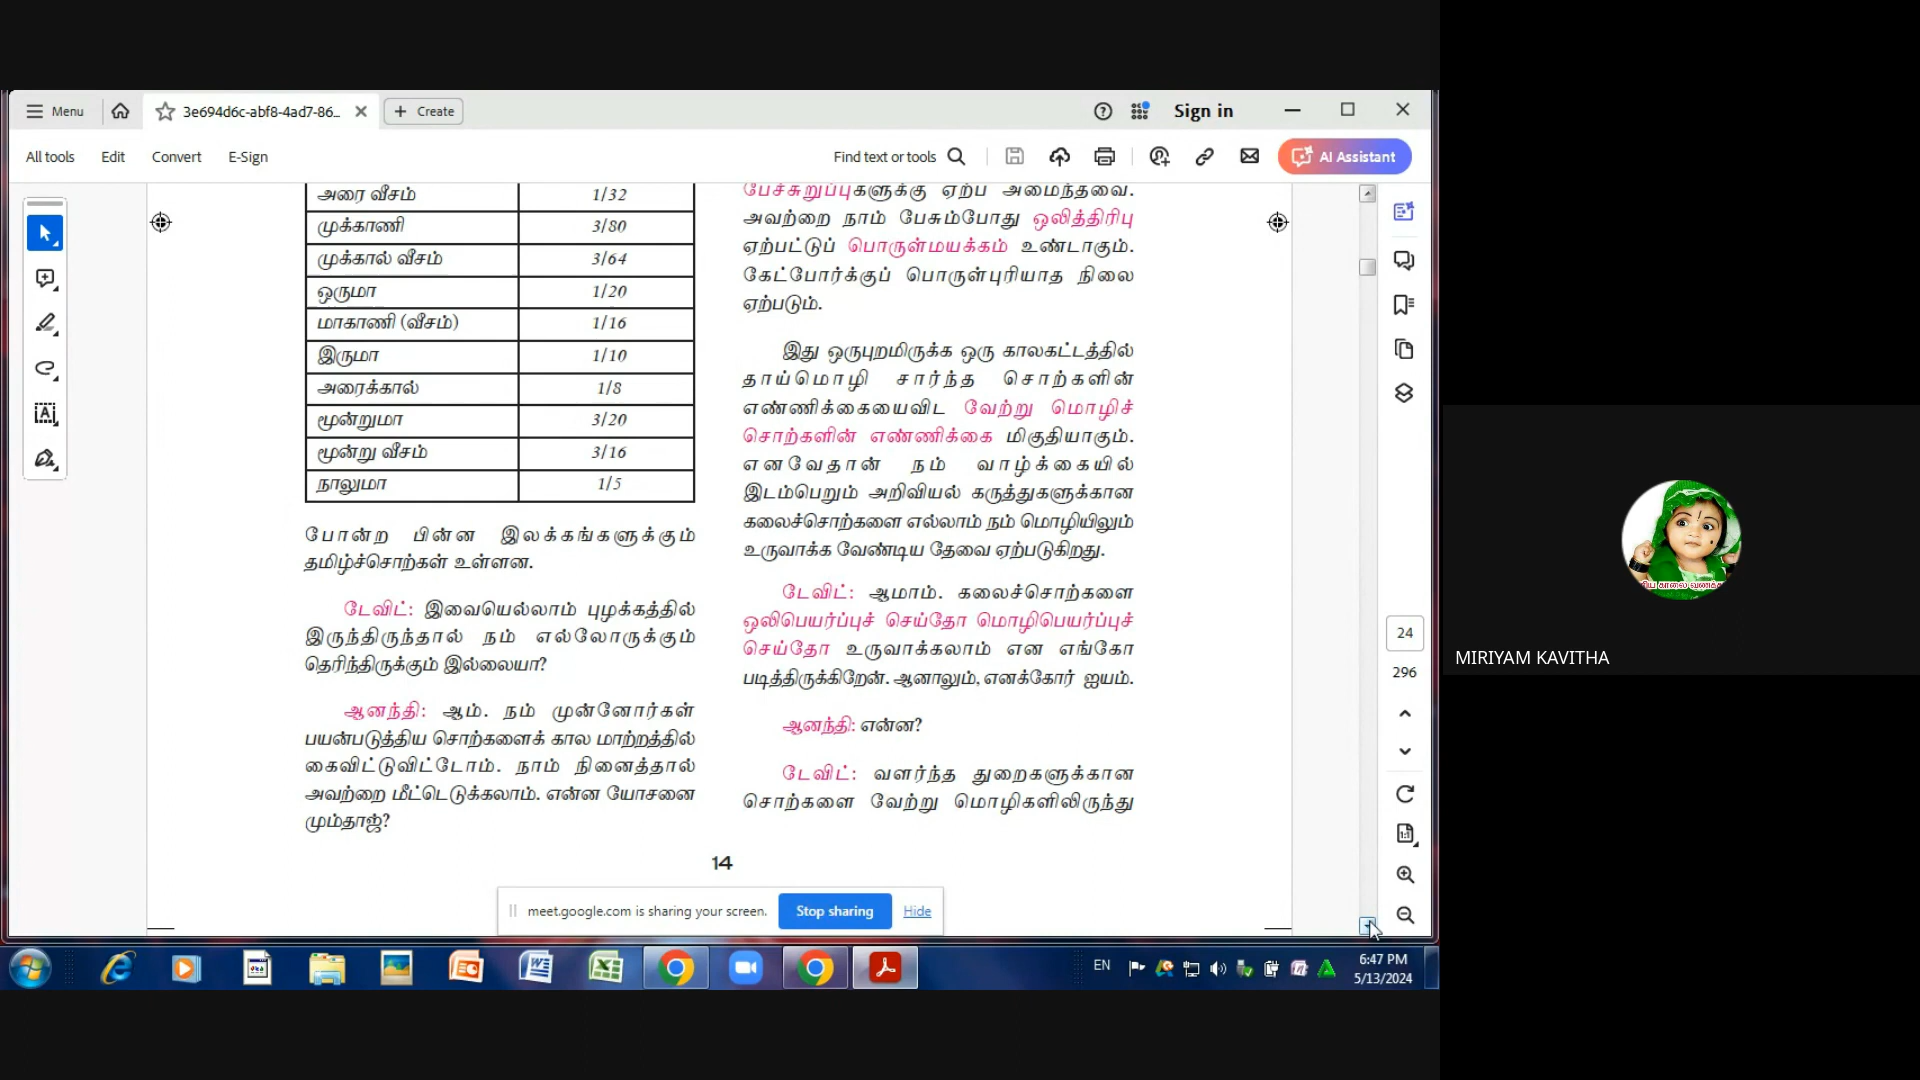 Menu
3e694d6c-abf8-4ad7-86...
Create
Sign in
All tools
Edit
Convert
E-Sign
Find text or tools
AI Assistant
அரை வீசம் 1/32
முக்காணி 3/80
முக்கால் வீசம் 3/64
ஒருமா 1/20
மாகாணி (வீசம்) 1/16
இருமா 1/10
அரைக்கால் 1/8
மூன்றுமா 3/20
மூன்று வீசம் 3/16
நாலுமா 1/5
போன்ற பின்ன இலக்கங்களுக்கும்
தமிழ்ச்சொற்கள் உள்ளன.
டேவிட்: இவையெல்லாம் புழக்கத்தில்
இருந்திருந்தால் நம் எல்லோருக்கும்
தெரிந்திருக்கும் இல்லையா?
ஆனந்தி: ஆம். நம் முன்னோர்கள்
பயன்படுத்திய சொற்களைக் கால மாற்றத்தில்
கைவிட்டுவிட்டோம். நாம் நினைத்தால்
அவற்றை மீட்டெடுக்கலாம். என்ன யோசனை
மும்தாஜ்?
பேச்சுறுப்புகளுக்கு ஏற்ப அமைந்தவை.
அவற்றை நாம் பேசும்போது ஒலித்திரிபு
ஏற்பட்டுப் பொருள்மயக்கம் உண்டாகும்.
கேட்போர்க்குப் பொருள்புரியாத நிலை
ஏற்படும்.
இது ஒருபுறமிருக்க ஒரு காலகட்டத்தில்
தாய்மொழி சார்ந்த சொற்களின்
எண்ணிக்கையைவிட வேற்று மொழிச்
சொற்களின் எண்ணிக்கை மிகுதியாகும்.
எனவேதான் நம் வாழ்க்கையில்
இடம்பெறும் அறிவியல் கருத்துகளுக்கான
கலைச்சொற்களை எல்லாம் நம் மொழியிலும்
உருவாக்க வேண்டிய தேவை ஏற்படுகிறது.
டேவிட்: ஆமாம். கலைச்சொற்களை
ஒலிபெயர்ப்புச் செய்தோ மொழிபெயர்ப்புச்
செய்தோ உருவாக்கலாம் என எங்கோ
படித்திருக்கிறேன். ஆனாலும், எனக்கோர் ஐயம்.
ஆனந்தி: என்ன?
டேவிட்: வளர்ந்த துறைகளுக்கான
சொற்களை வேற்று மொழிகளிலிருந்து
14
24
296
meet.google.com is sharing your screen.
Stop sharing
Hide
EN
6:47 PM
5/13/2024
MIRIYAM KAVITHA